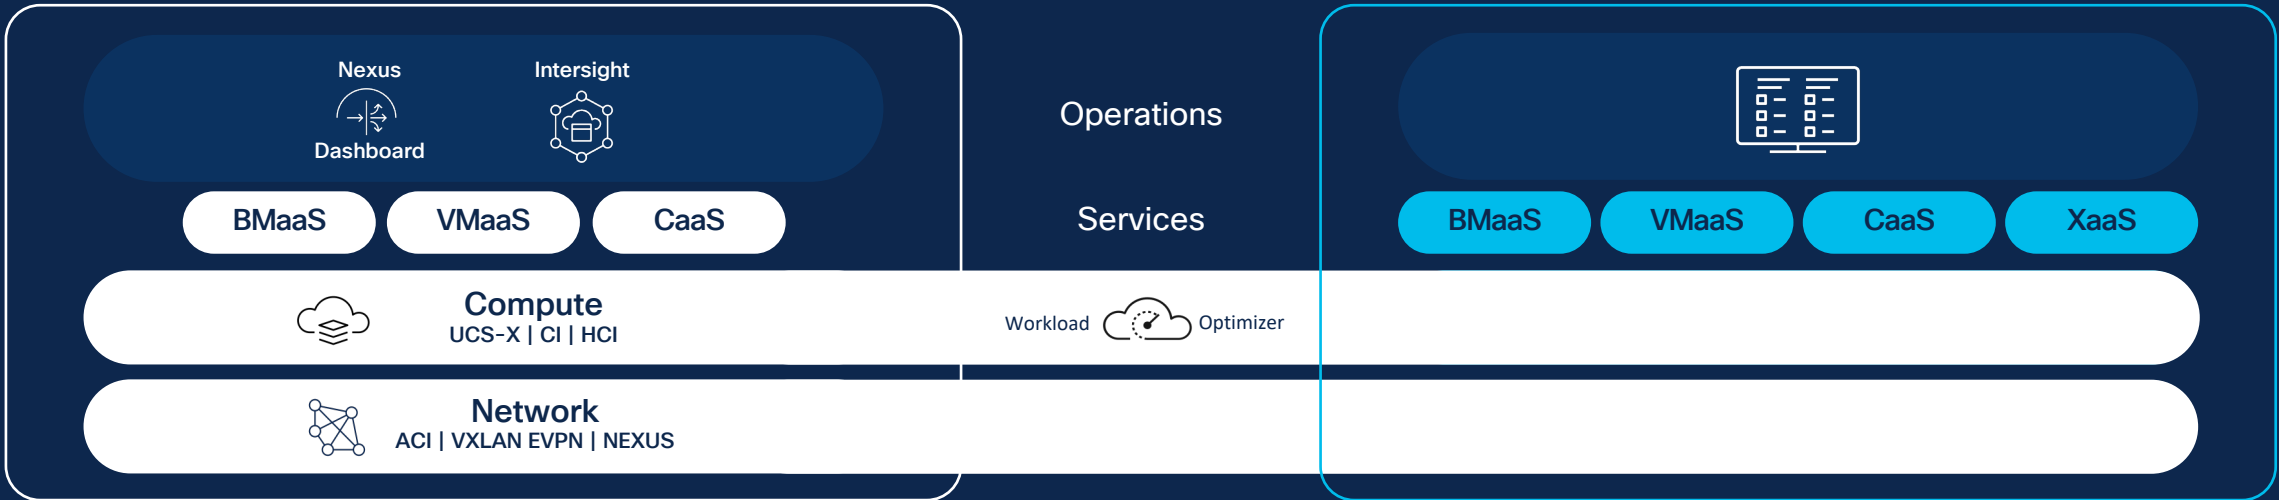 Nexus
Dashboard
Intersight
Operations
BMaaS VMaaS CaaS
Services
BMaaS VMaaS CaaS XaaS
Compute
UCS-X | CI | HCI
Workload Optimizer
Network
ACI | VXLAN EVPN | NEXUS